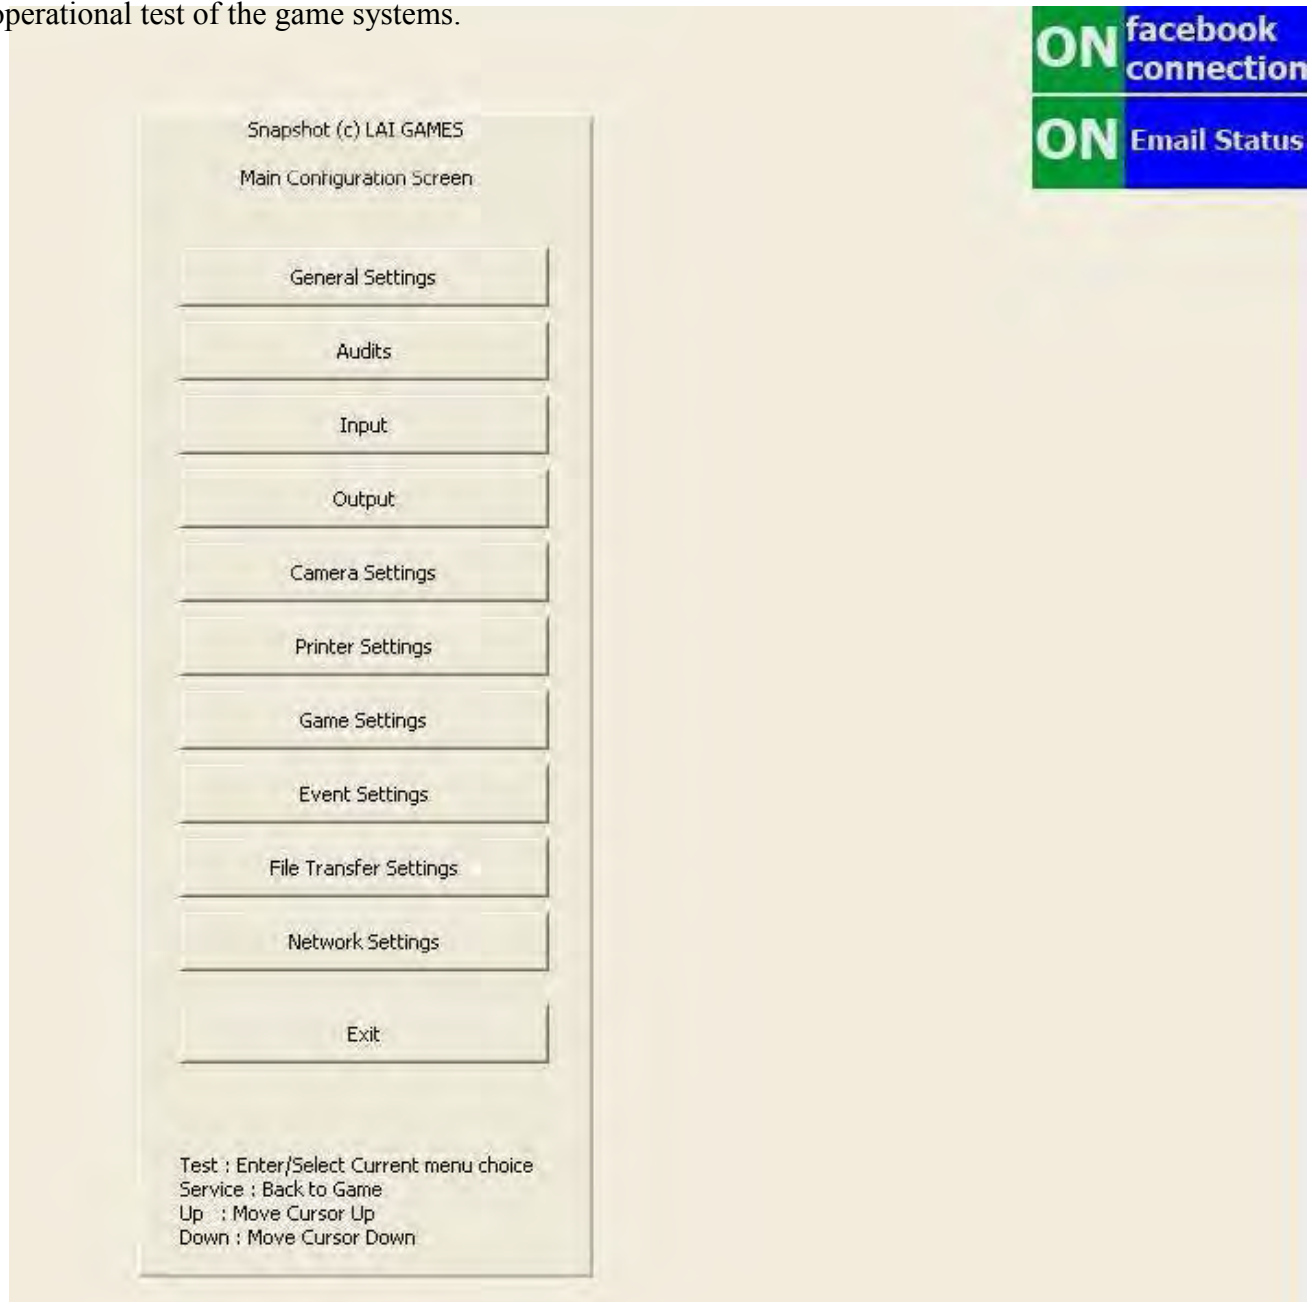 operational test of the game systems.
ON facebook
connection
ON Email Status
Snapshot (c) LAI GAMES
Main Configuration Screen
General Settings
Audits
Input
Output
Camera Settings
Printer Settings
Game Settings
Event Settings
File Transfer Settings
Network Settings
Exit
Test : Enter/Select Current menu choice
Service : Back to Game
Up : Move Cursor Up
Down : Move Cursor Down